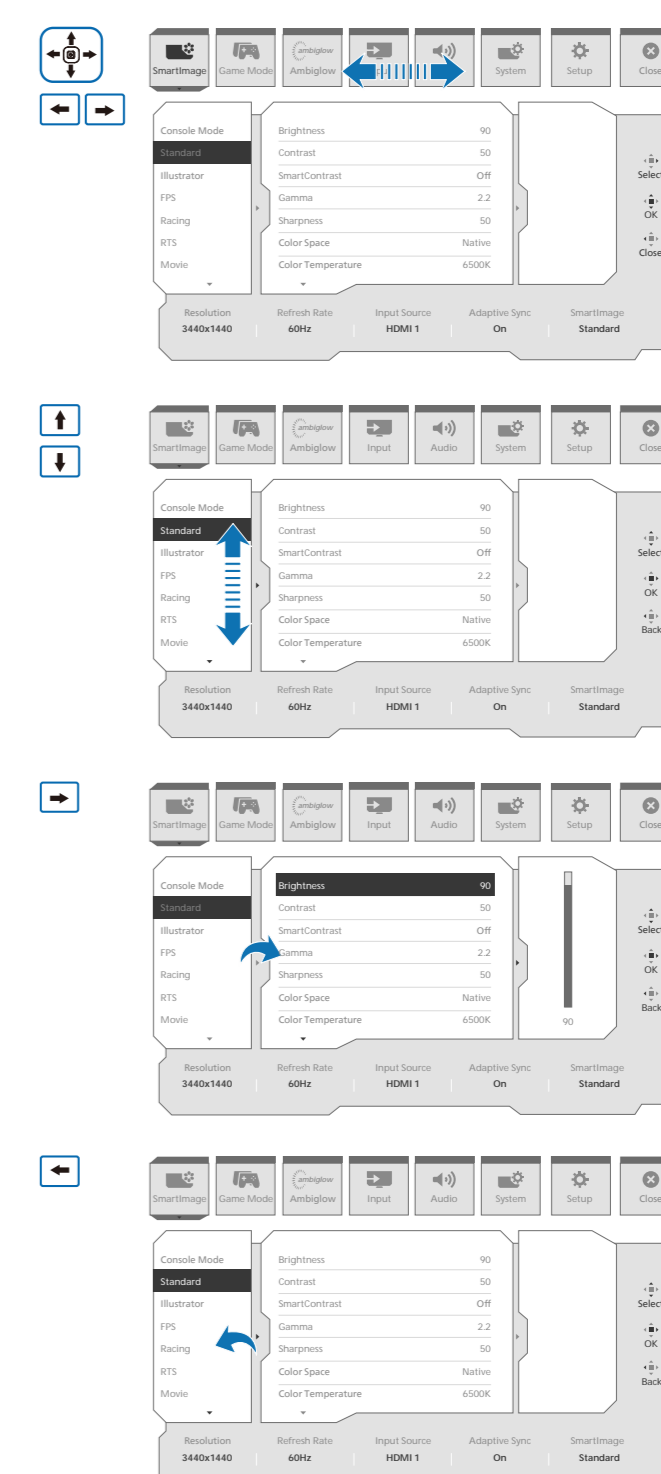 SmartImage Game Mode ambiglow Ambiglow System Setup Close
Console Mode Brightness 90
Standard Contrast 50
Illustrator SmartContrast Off
FPS Gamma 2.2
Racing Sharpness 50
RTS Color Space Native
Movie Color Temperature 6500K
Select
OK
Close
Resolution Refresh Rate Input Source Adaptive Sync SmartImage
3440x1440 60Hz HDMI 1 On Standard
SmartImage Game Mode ambiglow Ambiglow Input Audio System Setup Close
Console Mode Brightness 90
Standard Contrast 50
Illustrator SmartContrast Off
FPS Gamma 2.2
Racing Sharpness 50
RTS Color Space Native
Movie Color Temperature 6500K
Select
OK
Back
Resolution Refresh Rate Input Source Adaptive Sync SmartImage
3440x1440 60Hz HDMI 1 On Standard
SmartImage Game Mode ambiglow Ambiglow Input Audio System Setup Close
Console Mode Brightness 90
Standard Contrast 50
Illustrator SmartContrast Off
FPS Gamma 2.2
Racing Sharpness 50
RTS Color Space Native
Movie Color Temperature 6500K 90
Select
OK
Back
Resolution Refresh Rate Input Source Adaptive Sync SmartImage
3440x1440 60Hz HDMI 1 On Standard
SmartImage Game Mode ambiglow Ambiglow Input Audio System Setup Close
Console Mode Brightness 90
Standard Contrast 50
Illustrator SmartContrast Off
FPS Gamma 2.2
Racing Sharpness 50
RTS Color Space Native
Movie Color Temperature 6500K
Select
OK
Back
Resolution Refresh Rate Input Source Adaptive Sync SmartImage
3440x1440 60Hz HDMI 1 On Standard